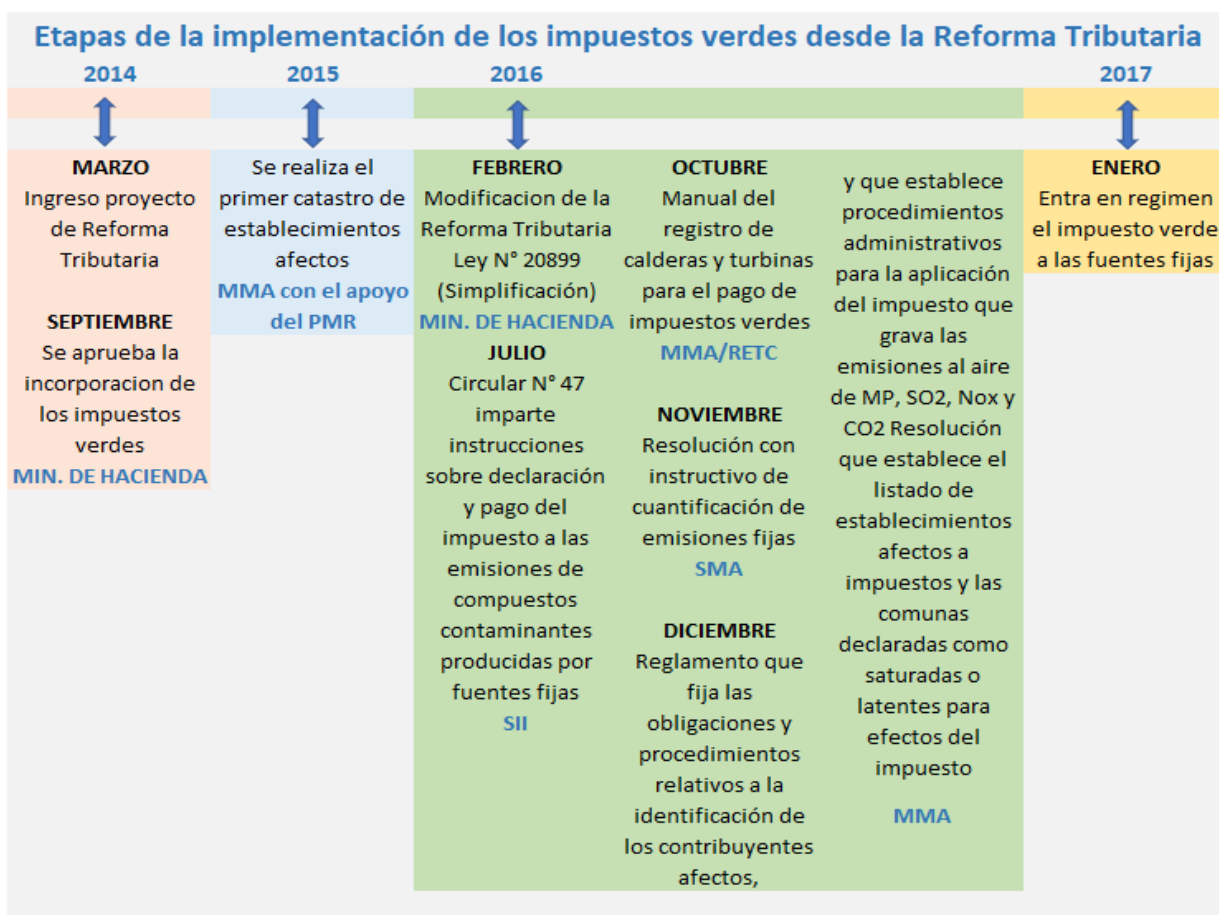 Etapas de la implementación de los impuestos verdes desde la Reforma Tributaria
2014
MARZO
Ingreso proyecto
de Reforma
Tributaria
SEPTIEMBRE
Se aprueba la
incorporacion de
los impuestos
verdes
MIN. DE HACIENDA
2015
Se realiza el
primer catastro de
establecimientos
afectos
MMA con el apoyo
del PMR
2016
FEBRERO
Modificacion de la
Reforma Tributaria
Ley N° 20899
(Simplificación)
MIN. DE HACIENDA
JULIO
Circular N° 47
imparte
instrucciones
sobre declaración
y pago del
impuesto a las
emisiones de
compuestos
contaminantes
producidas por
fuentes fijas
SII
OCTUBRE
Manual del
registro de
calderas y turbinas
para el pago de
impuestos verdes
MMA/RETC
NOVIEMBRE
Resolución con
instructivo de
cuantificación de
emisiones fijas
SMA
DICIEMBRE
Reglamento que
fija las
obligaciones y
procedimientos
relativos a la
identificación de
los contribuyentes
afectos,
y que establece
procedimientos
administrativos
para la aplicación
del impuesto que
grava las
emisiones al aire
de MP, SO2, Nox y
CO2 Resolución
que establece el
listado de
establecimientos
afectos a
impuestos y las
comunas
declaradas como
saturadas o
latentes para
efectos del
impuesto
MMA
2017
ENERO
Entra en regimen
el impuesto verde
a las fuentes fijas